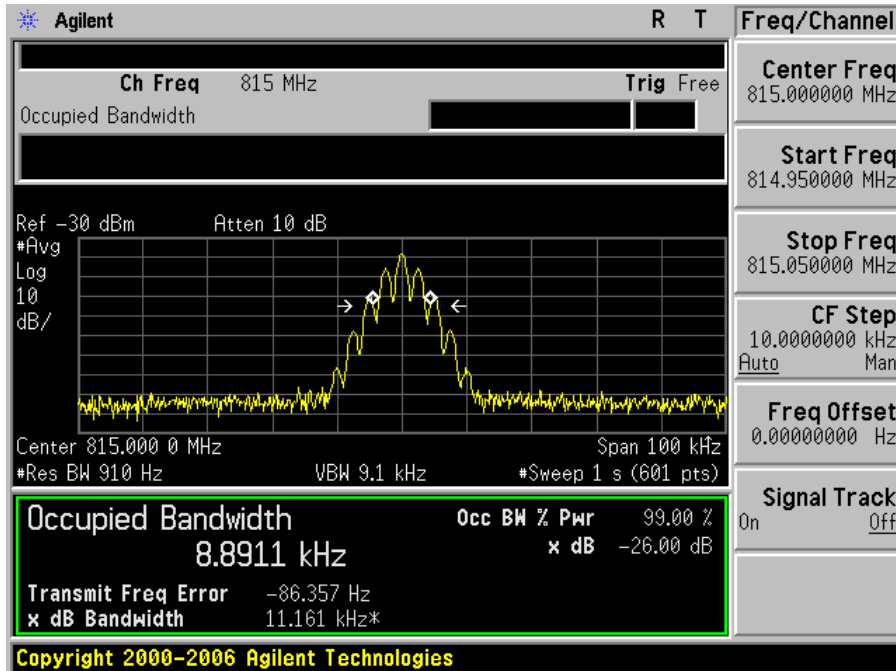 Agilent R T Freq/Channel
Ch Freq 815 MHz Trig Free
Occupied Bandwidth
Center Freq
815.000000 MHz
Start Freq
814.950000 MHz
Stop Freq
815.050000 MHz
CF Step
10.0000000 kHz
Auto Man
Freq Offset
0.00000000 Hz
Signal Track
On Off
Ref -30 dBm Atten 10 dB
#Avg
Log
10
dB/
Center 815.000 0 MHz Span 100 kHz
#Res BW 910 Hz VBW 9.1 kHz #Sweep 1 s (601 pts)
Occupied Bandwidth Occ BW % Pwr 99.00 %
8.8911 kHz x dB -26.00 dB
Transmit Freq Error -86.357 Hz
x dB Bandwidth 11.161 kHz*
Copyright 2000-2006 Agilent Technologies